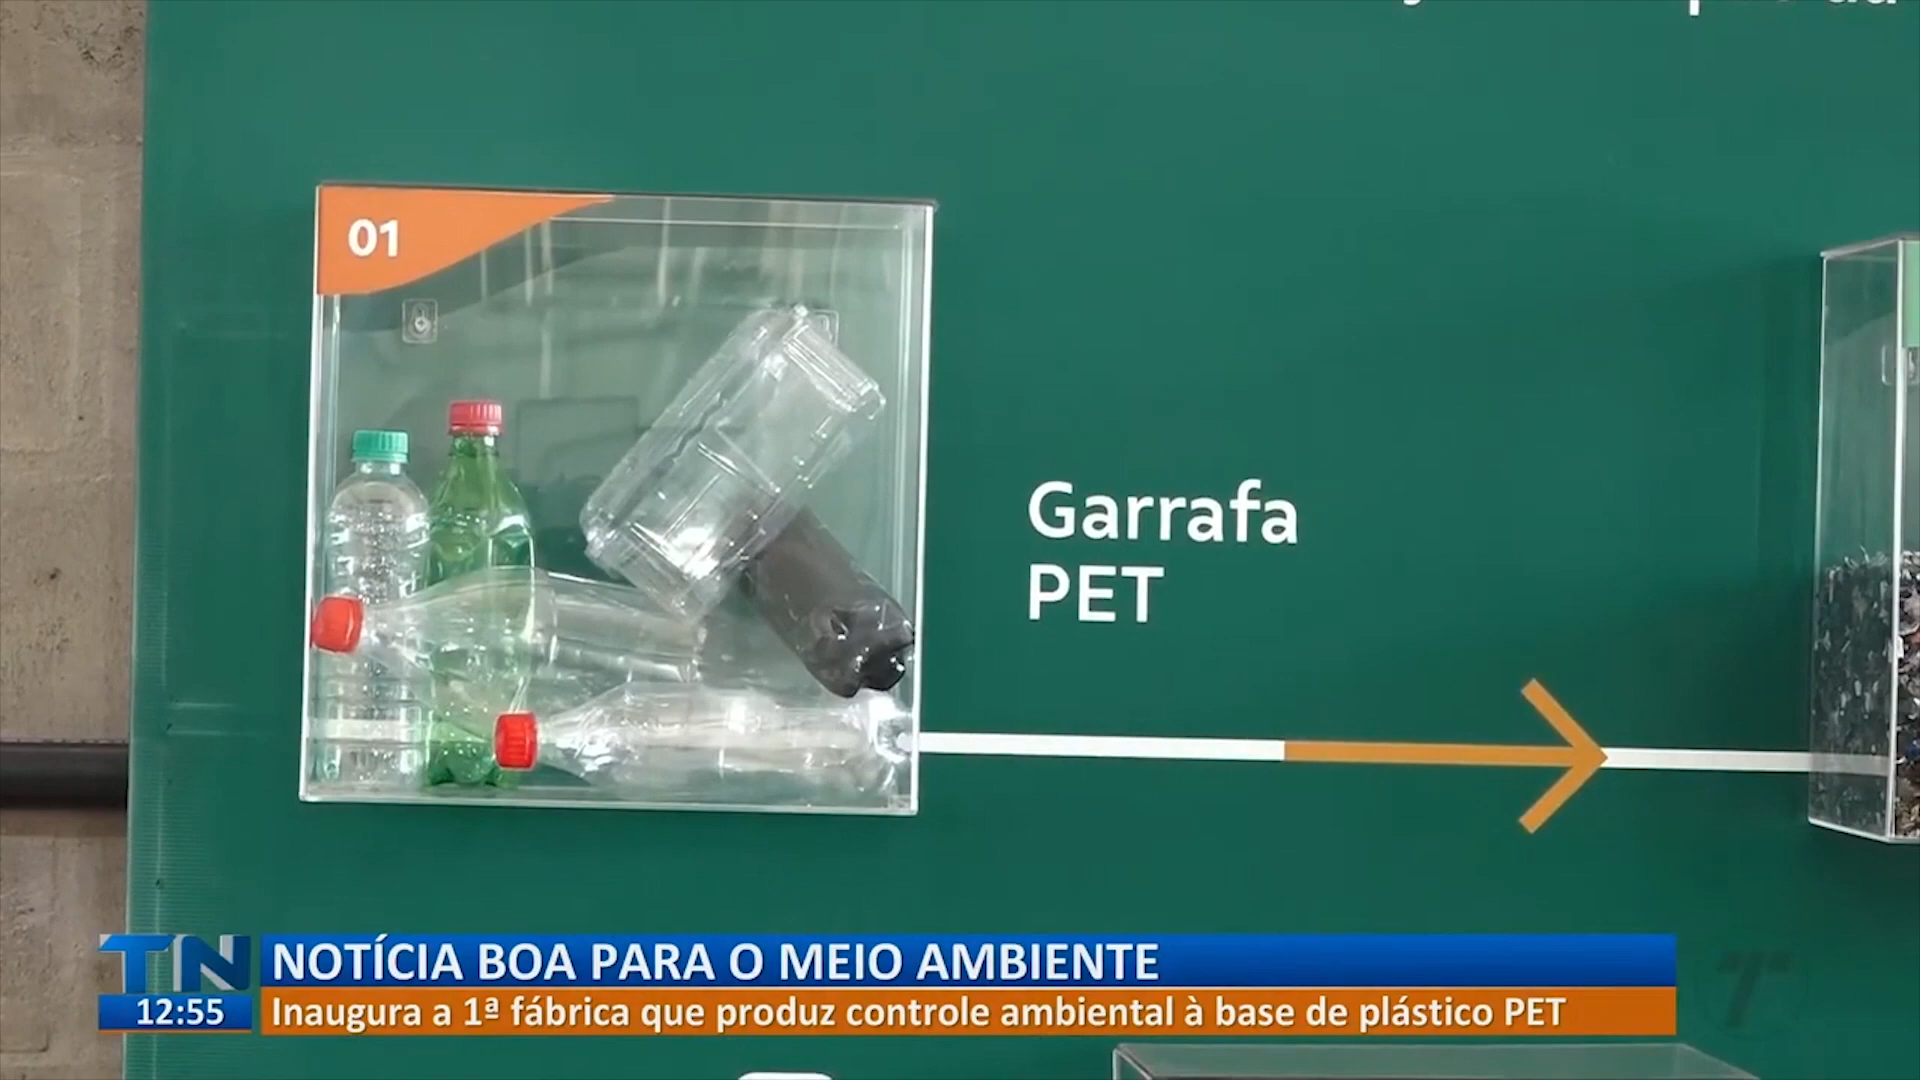 01
Garrafa
PET
TN
NOTÍCIA BOA PARA O MEIO AMBIENTE
12:55
Inaugura a 1ª fábrica que produz controle ambiental à base de plástico PET